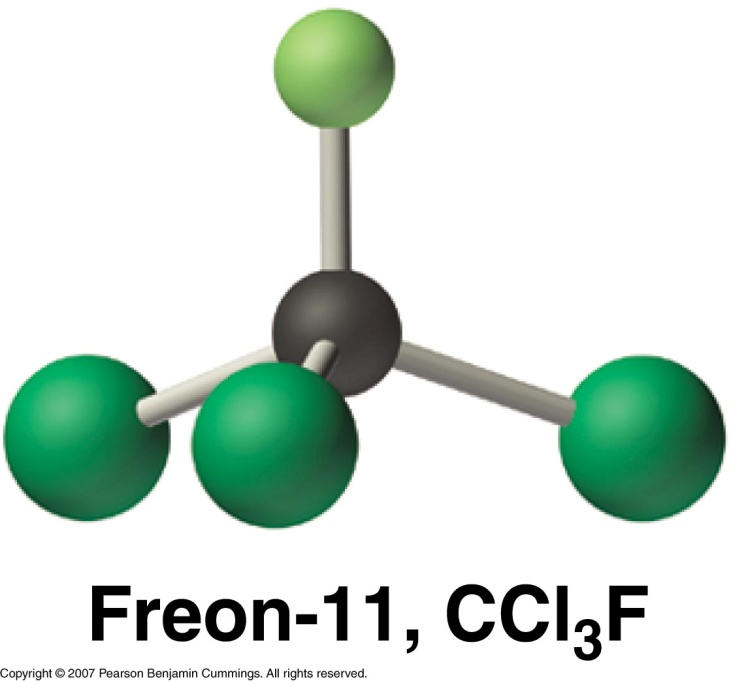 Freon-11, CCl₃F
Copyright © 2007 Pearson Benjamin Cummings. All rights reserved.